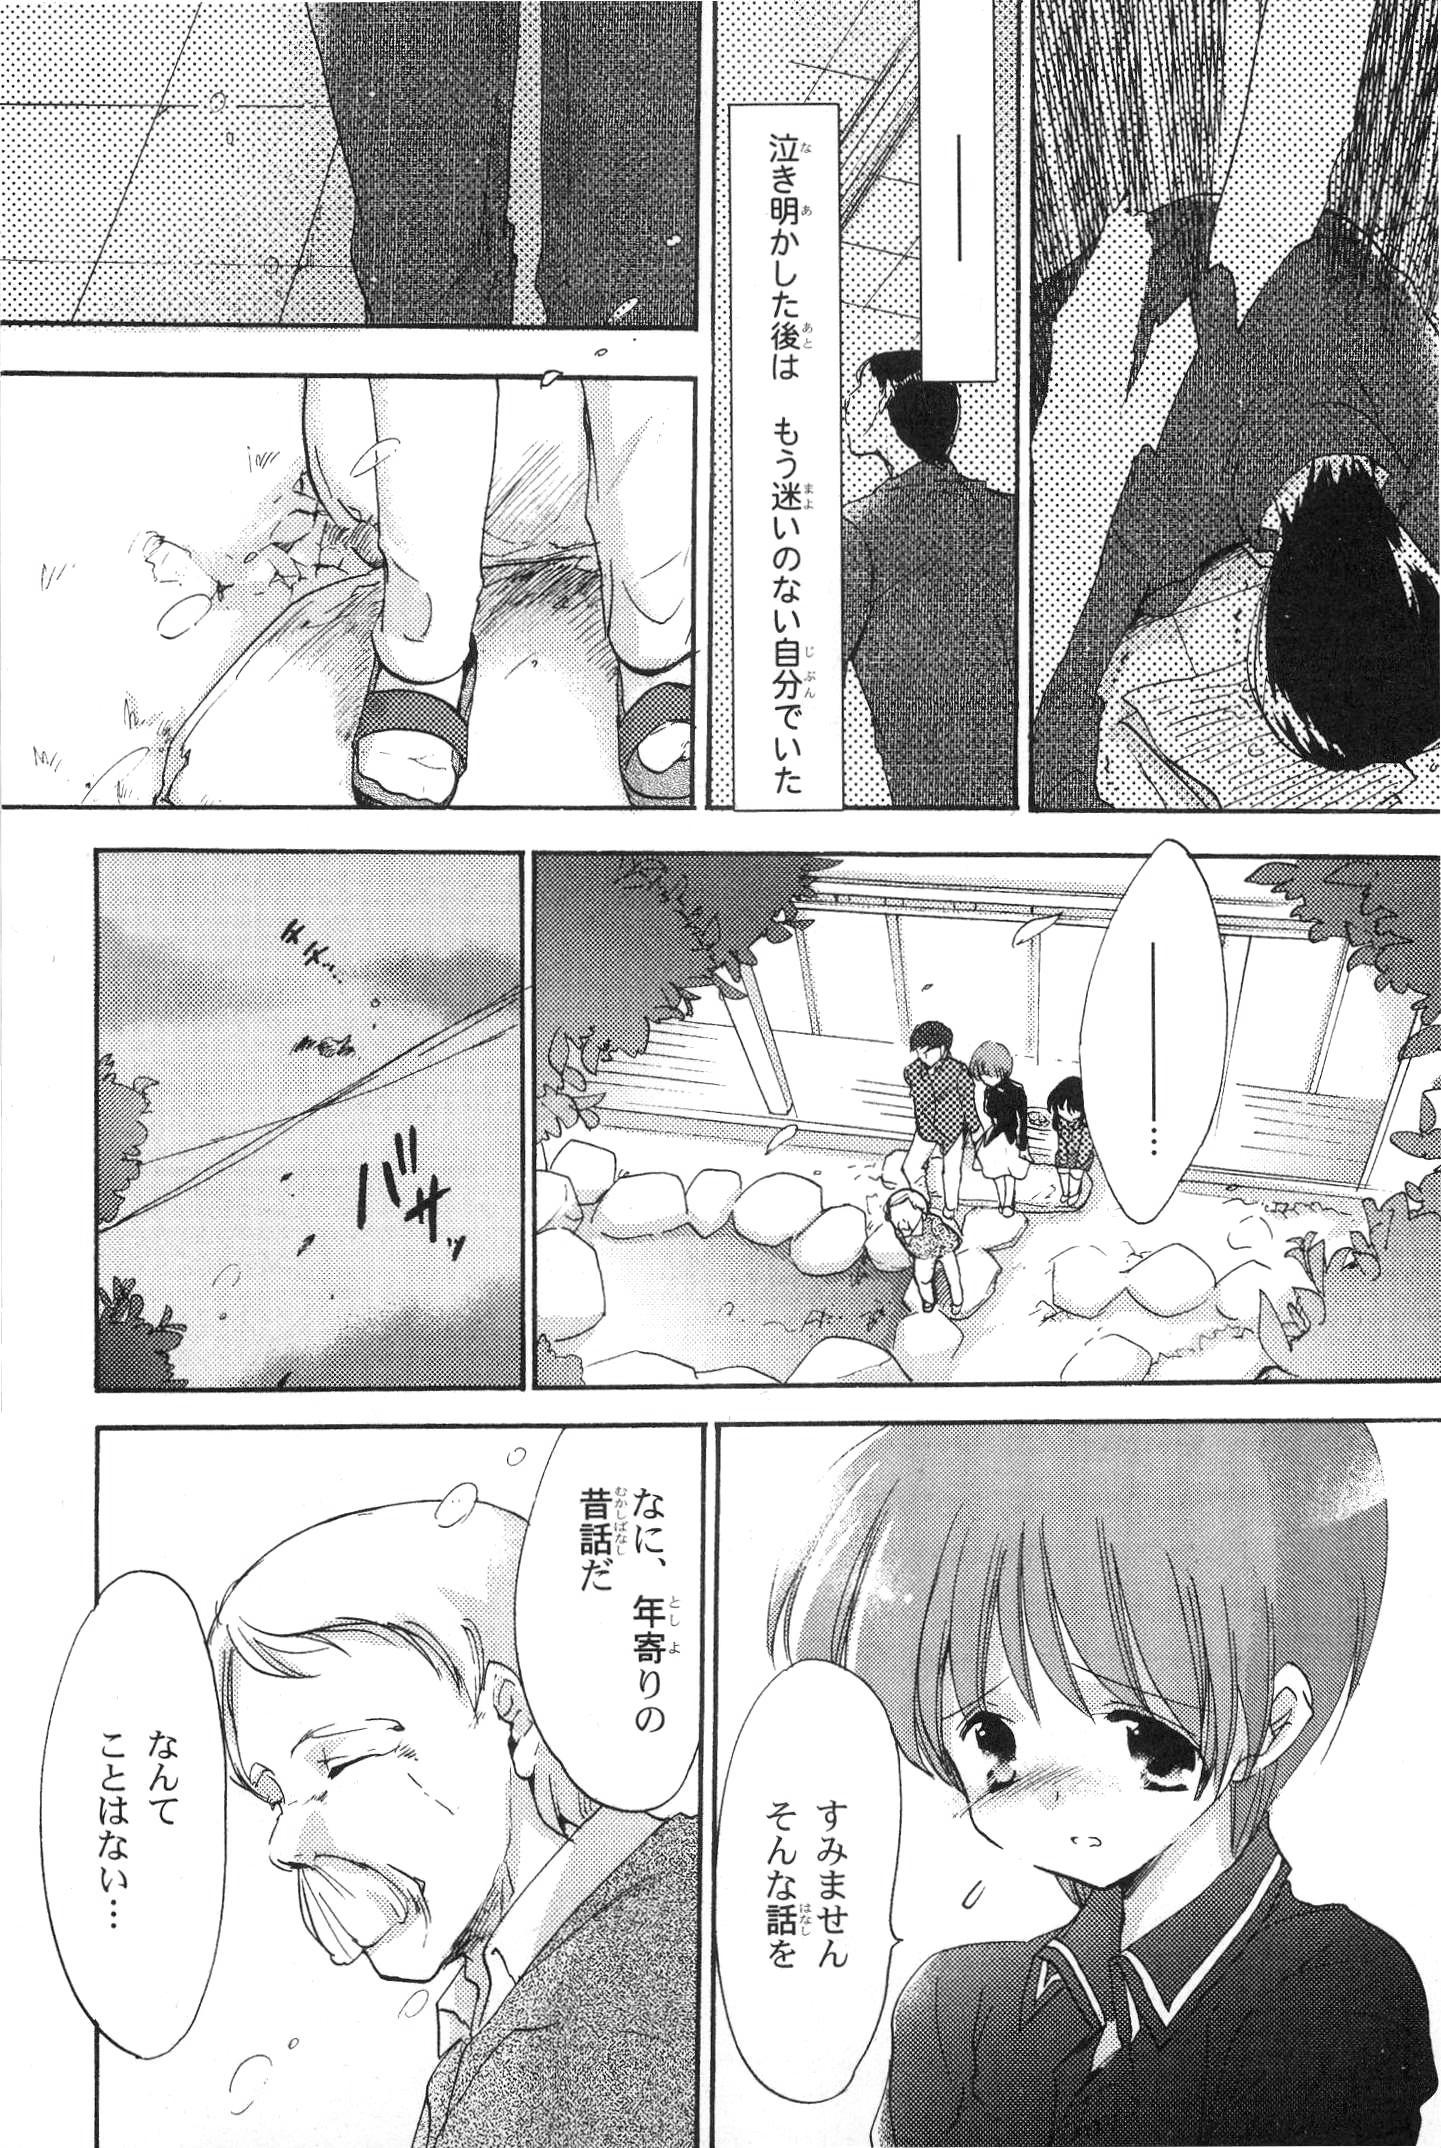 ――
泣き明かした後は　もう迷いのない自分でいた
―――…
キイ…
バサッ
すみません
そんな話を
なに、年寄りの
昔話だ
なんて
ことはない…